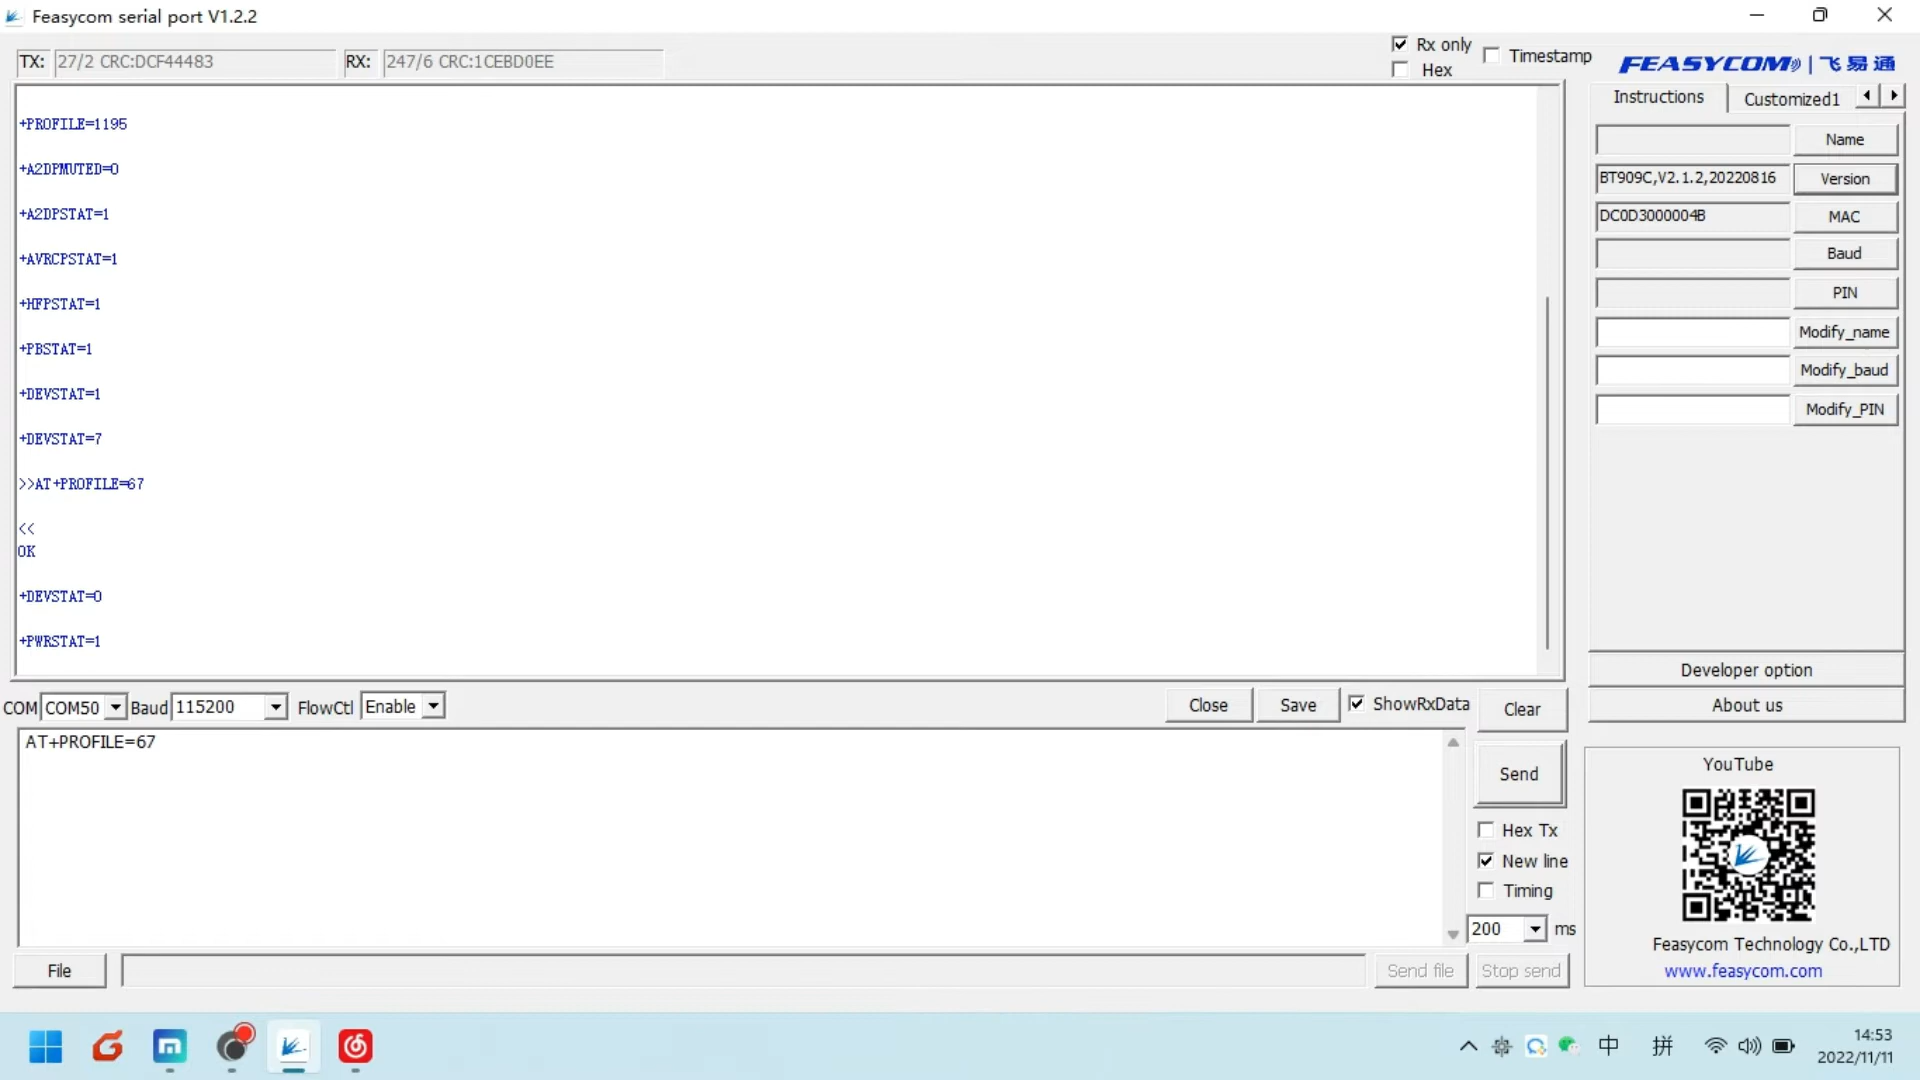 Feasycom serial port V1.2.2
TX: 27/2 CRC:DCF44483 RX: 247/6 CRC:1CEBD0EE
Rx only
Hex
Timestamp
FEASYCOM | 飞易通
Instructions
Customized1
+PROFILE=1195
+A2DPMUTED=0
+A2DPSTAT=1
+AVRCPSTAT=1
+HFPSTAT=1
+PBSTAT=1
+DEVSTAT=1
+DEVSTAT=7
>>AT+PROFILE=67
<<
OK
+DEVSTAT=0
+PWRSTAT=1
Name
BT909C,V2.1.2,20220816 Version
DC0D3000004B MAC
Baud
PIN
Modify_name
Modify_baud
Modify_PIN
Developer option
About us
COM COM50 Baud 115200 FlowCtl Enable
Close
Save
ShowRxData
Clear
AT+PROFILE=67
Send
Hex Tx
New line
Timing
200 ms
File
Send file
Stop send
YouTube
Feasycom Technology Co.,LTD
www.feasycom.com
中
拼
14:53
2022/11/11